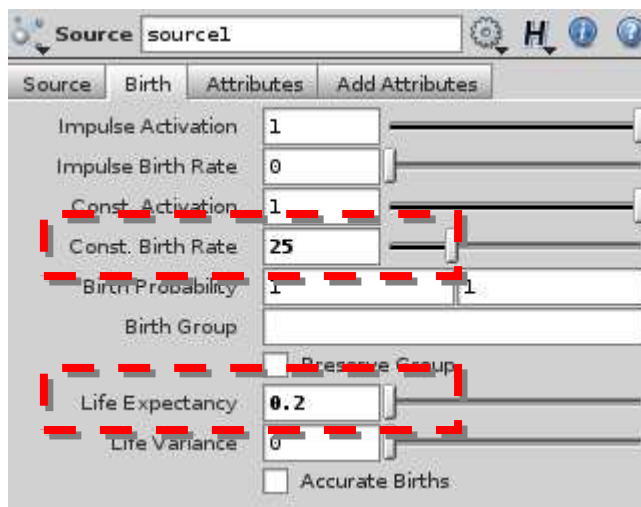 Source source1
Source Birth Attributes Add Attributes
Impulse Activation 1
Impulse Birth Rate 0
Const. Activation 1
Const. Birth Rate 25
Birth Probability 1 1
Birth Group
Preserve Group
Life Expectancy 0.2
Life Variance 0
Accurate Births